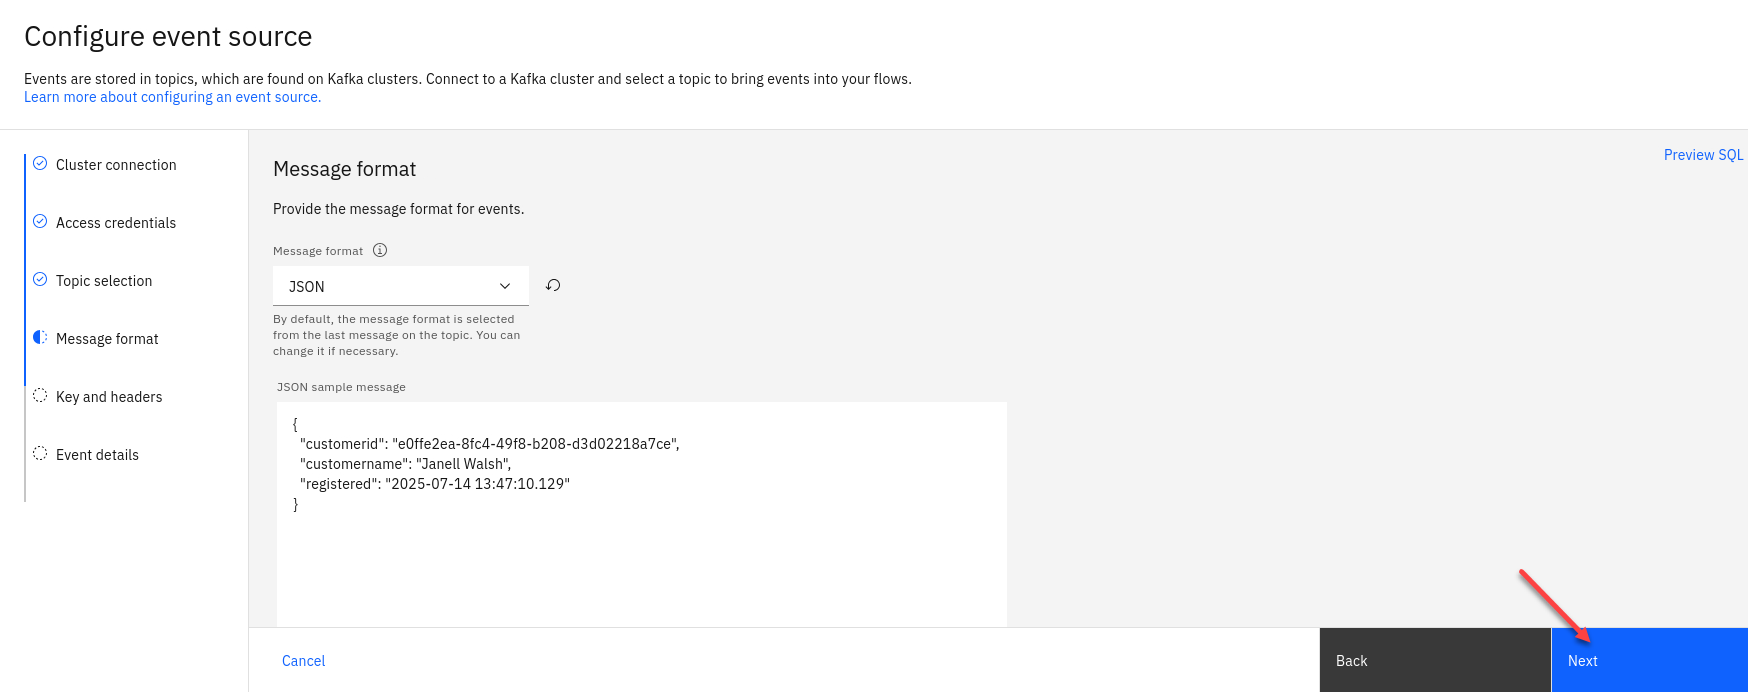 Configure event source
Events are stored in topics, which are found on Kafka clusters. Connect to a Kafka cluster and select a topic to bring events into your flows.
Learn more about configuring an event source.
Cluster connection
Access credentials
Topic selection
Message format
Key and headers
Event details
Message format
Preview SQL
Provide the message format for events.
Message format
JSON
By default, the message format is selected
from the last message on the topic. You can
change it if necessary.
JSON sample message
{
"customerid": "e0ffe2ea-8fc4-49f8-b208-d3d02218a7ce",
"customername": "Janell Walsh",
"registered": "2025-07-14 13:47:10.129"
}
Cancel
Back
Next